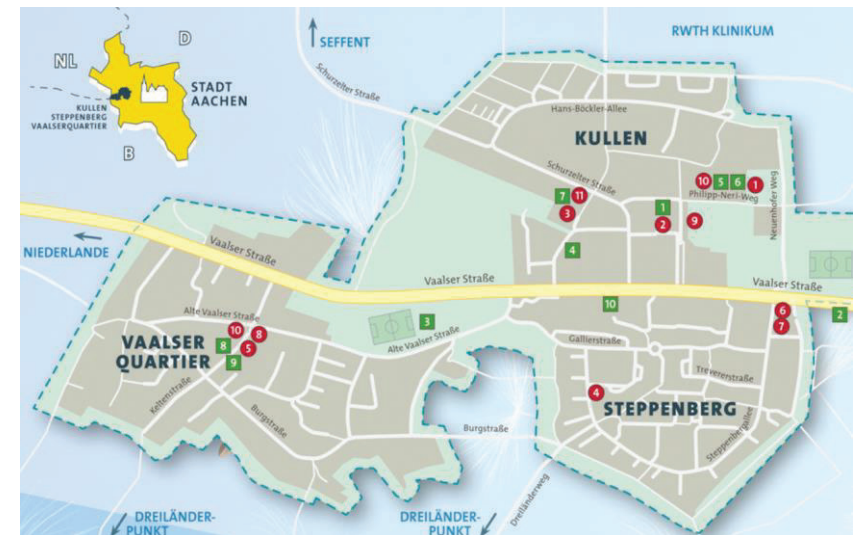 NL
D
B
STADT
AACHEN
KULLEN
STEPPENBERG
VAALSERQUARTIER
SEFFENT
RWTH KLINIKUM
Schurzelter Straße
Hans-Böckler-Allee
KULLEN
Schurzelter Straße
7
11
3
10
5
6
1
Philipp-Neri-Weg
Neuenhofer Weg
1
2
9
4
NIEDERLANDE
Vaalser Straße
Vaalser Straße
Vaalser Straße
10
6
7
2
3
Alte Vaalser Straße
Alte Vaalser Straße
10
8
8
5
9
VAALSER
QUARTIER
Keltenstraße
Burgstraße
Burgstraße
Gallierstraße
Trevererstraße
4
STEPPENBERG
Steppenbergallee
Dreiländerweg
DREILÄNDER-
PUNKT
DREILÄNDER-
PUNKT